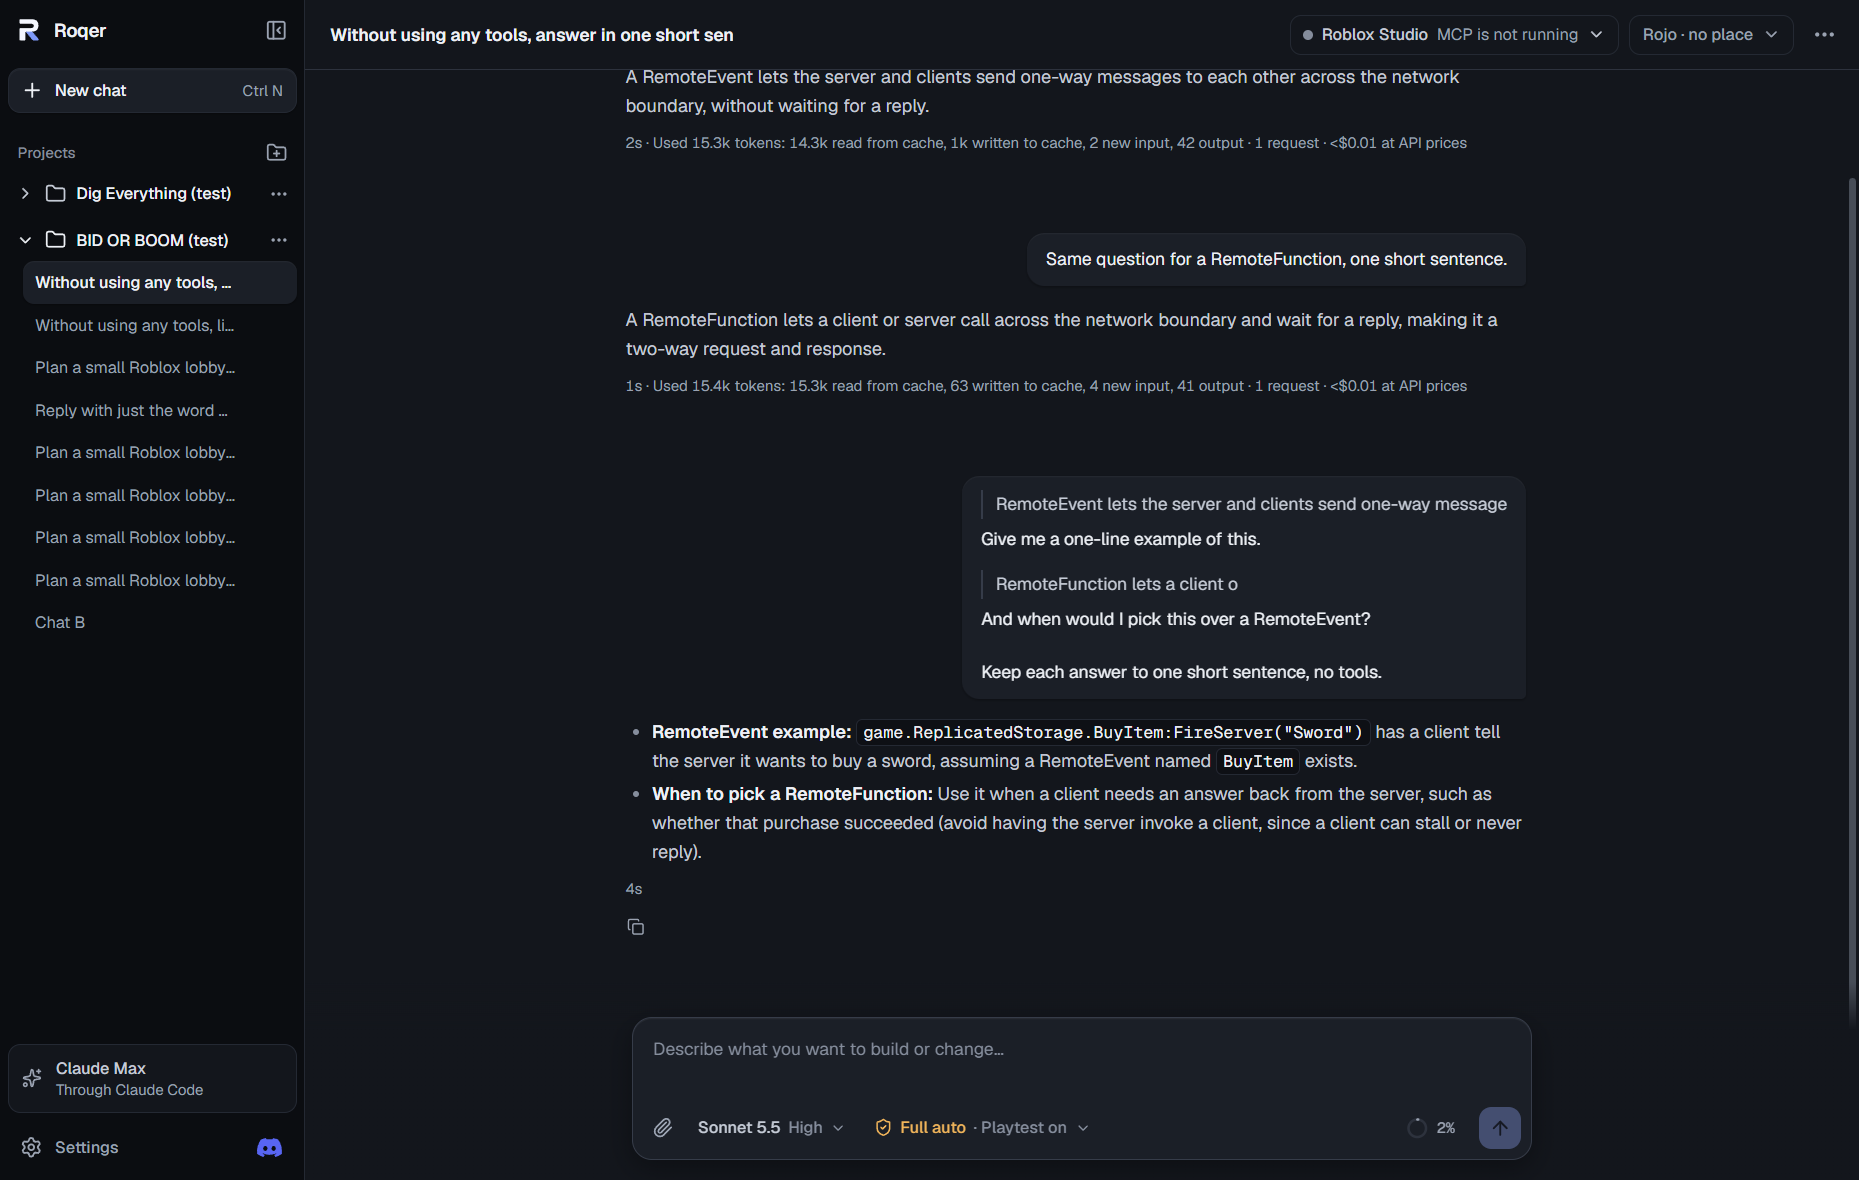 Roqer
New chat
Ctrl N
Projects
Dig Everything (test)
BID OR BOOM (test)
Without using any tools, ...
Without using any tools, li...
Plan a small Roblox lobby...
Reply with just the word ...
Plan a small Roblox lobby...
Plan a small Roblox lobby...
Plan a small Roblox lobby...
Plan a small Roblox lobby...
Chat B
Claude Max
Through Claude Code
Settings
Without using any tools, answer in one short sen
Roblox Studio MCP is not running
Rojo · no place
A RemoteEvent lets the server and clients send one-way messages to each other across the network
boundary, without waiting for a reply.
2s · Used 15.3k tokens: 14.3k read from cache, 1k written to cache, 2 new input, 42 output · 1 request · <$0.01 at API prices
Same question for a RemoteFunction, one short sentence.
A RemoteFunction lets a client or server call across the network boundary and wait for a reply, making it a
two-way request and response.
1s · Used 15.4k tokens: 15.3k read from cache, 63 written to cache, 4 new input, 41 output · 1 request · <$0.01 at API prices
RemoteEvent lets the server and clients send one-way message
Give me a one-line example of this.
RemoteFunction lets a client o
And when would I pick this over a RemoteEvent?
Keep each answer to one short sentence, no tools.
• RemoteEvent example: game.ReplicatedStorage.BuyItem:FireServer("Sword") has a client tell
the server it wants to buy a sword, assuming a RemoteEvent named BuyItem exists.
• When to pick a RemoteFunction: Use it when a client needs an answer back from the server, such as
whether that purchase succeeded (avoid having the server invoke a client, since a client can stall or never
reply).
4s
Describe what you want to build or change...
Sonnet 5.5 High
Full auto · Playtest on
2%